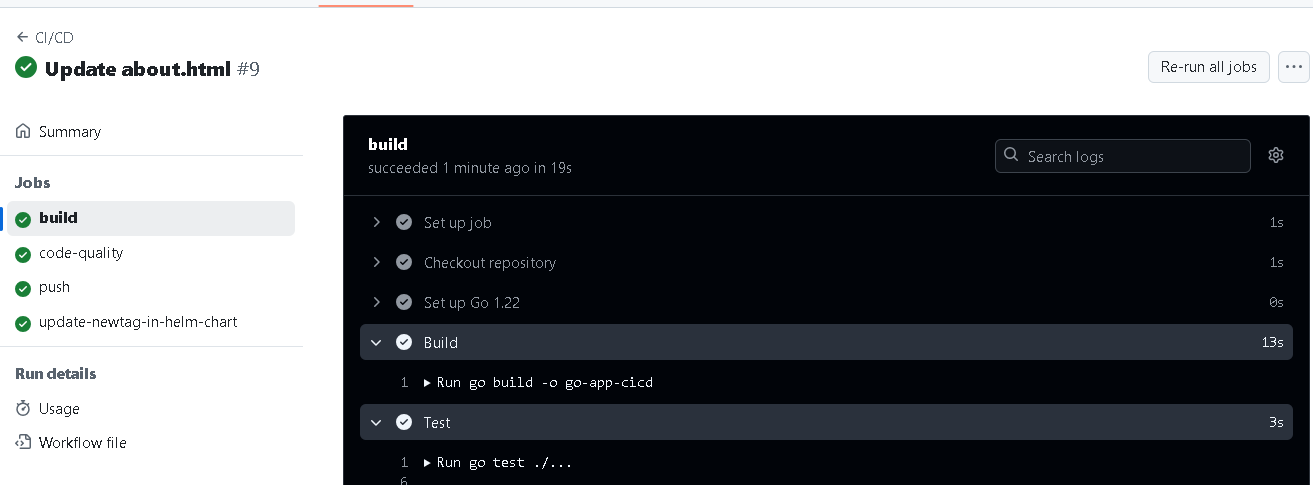 CI/CD
Update about.html #9
Re-run all jobs
Summary
Jobs
build
code-quality
push
update-newtag-in-helm-chart
Run details
Usage
Workflow file
build
succeeded 1 minute ago in 19s
Search logs
Set up job 1s
Checkout repository 1s
Set up Go 1.22 0s
Build 13s
1 Run go build -o go-app-cicd
Test 3s
1 Run go test ./...
6